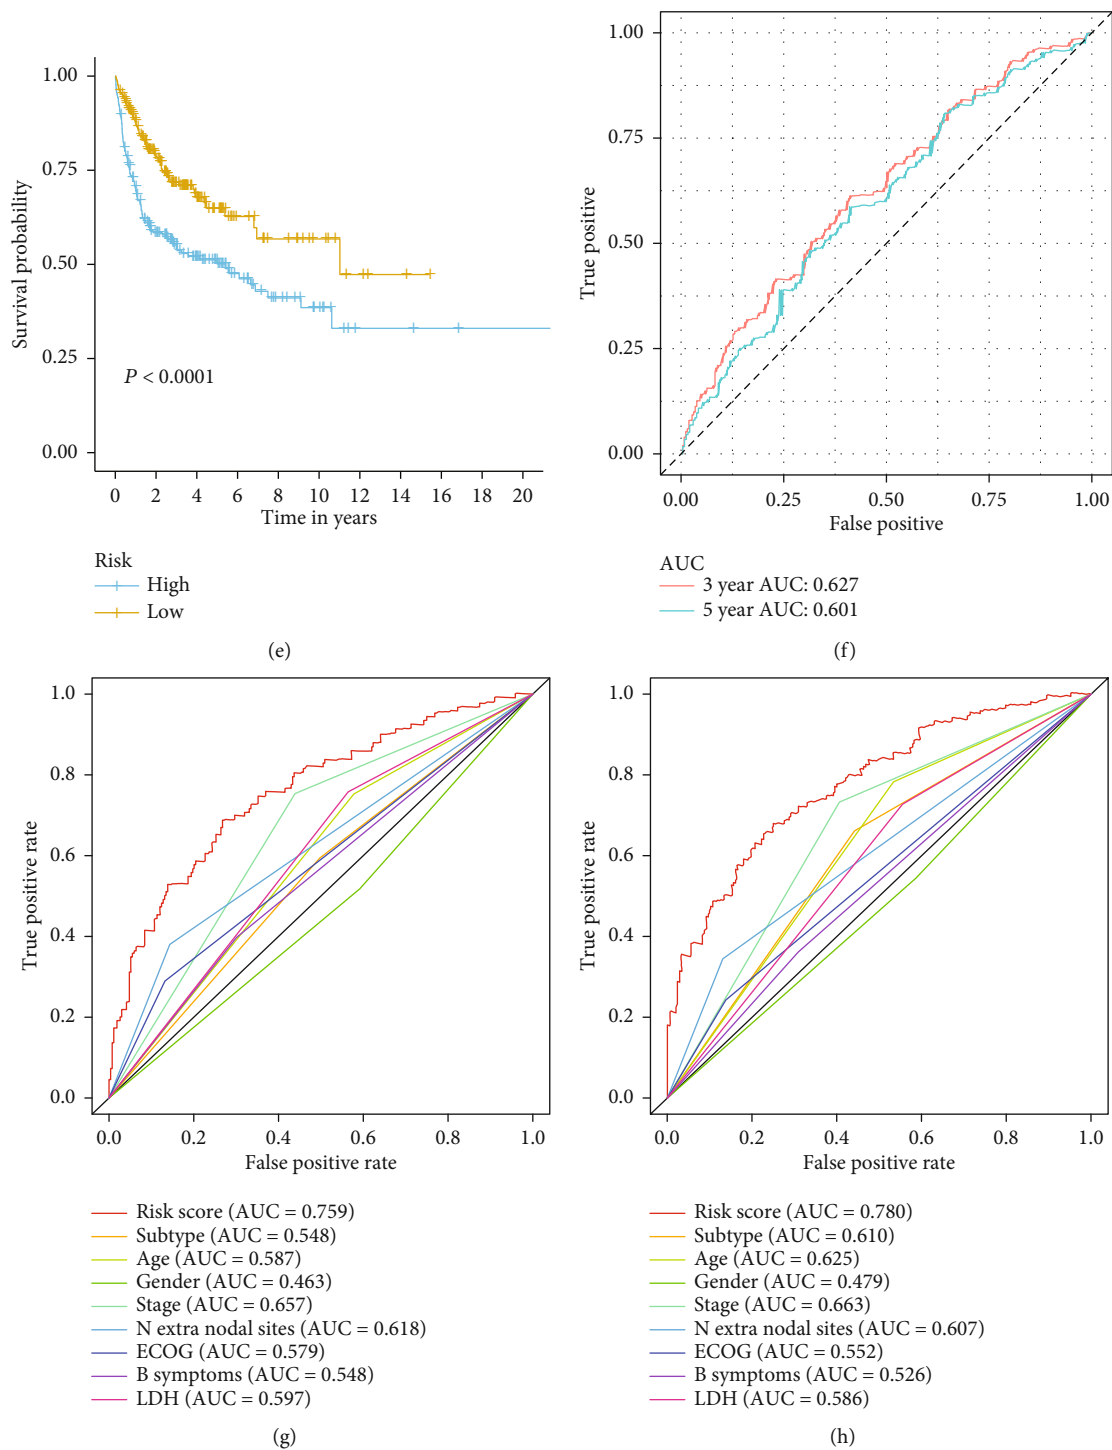 1.00
0.75
0.50
0.25
0.00
Survival probability
P < 0.0001
0 2 4 6 8 10 12 14 16 18 20
Time in years
Risk
High
Low
(e)
1.00
0.75
0.50
0.25
0.00
True positive
0.00 0.25 0.50 0.75 1.00
False positive
AUC
3 year AUC: 0.627
5 year AUC: 0.601
(f)
1.0
0.8
0.6
0.4
0.2
0.0
True positive rate
0.0 0.2 0.4 0.6 0.8 1.0
False positive rate
Risk score (AUC = 0.759)
Subtype (AUC = 0.548)
Age (AUC = 0.587)
Gender (AUC = 0.463)
Stage (AUC = 0.657)
N extra nodal sites (AUC = 0.618)
ECOG (AUC = 0.579)
B symptoms (AUC = 0.548)
LDH (AUC = 0.597)
(g)
1.0
0.8
0.6
0.4
0.2
0.0
True positive rate
0.0 0.2 0.4 0.6 0.8 1.0
False positive rate
Risk score (AUC = 0.780)
Subtype (AUC = 0.610)
Age (AUC = 0.625)
Gender (AUC = 0.479)
Stage (AUC = 0.663)
N extra nodal sites (AUC = 0.607)
ECOG (AUC = 0.552)
B symptoms (AUC = 0.526)
LDH (AUC = 0.586)
(h)